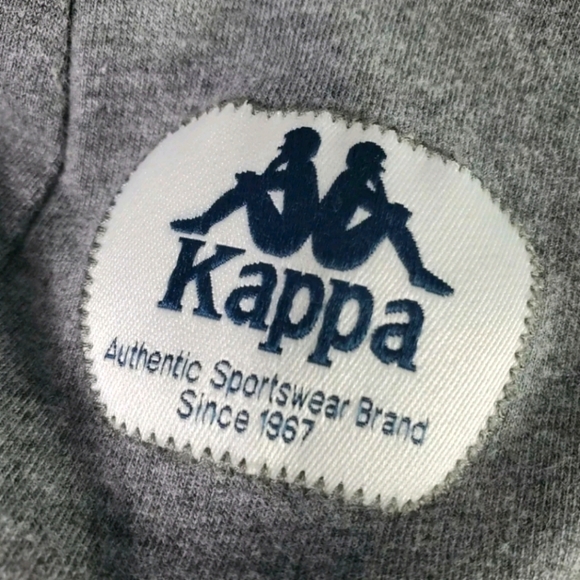 Kappa
Authentic Sportswear Brand
Since 1967